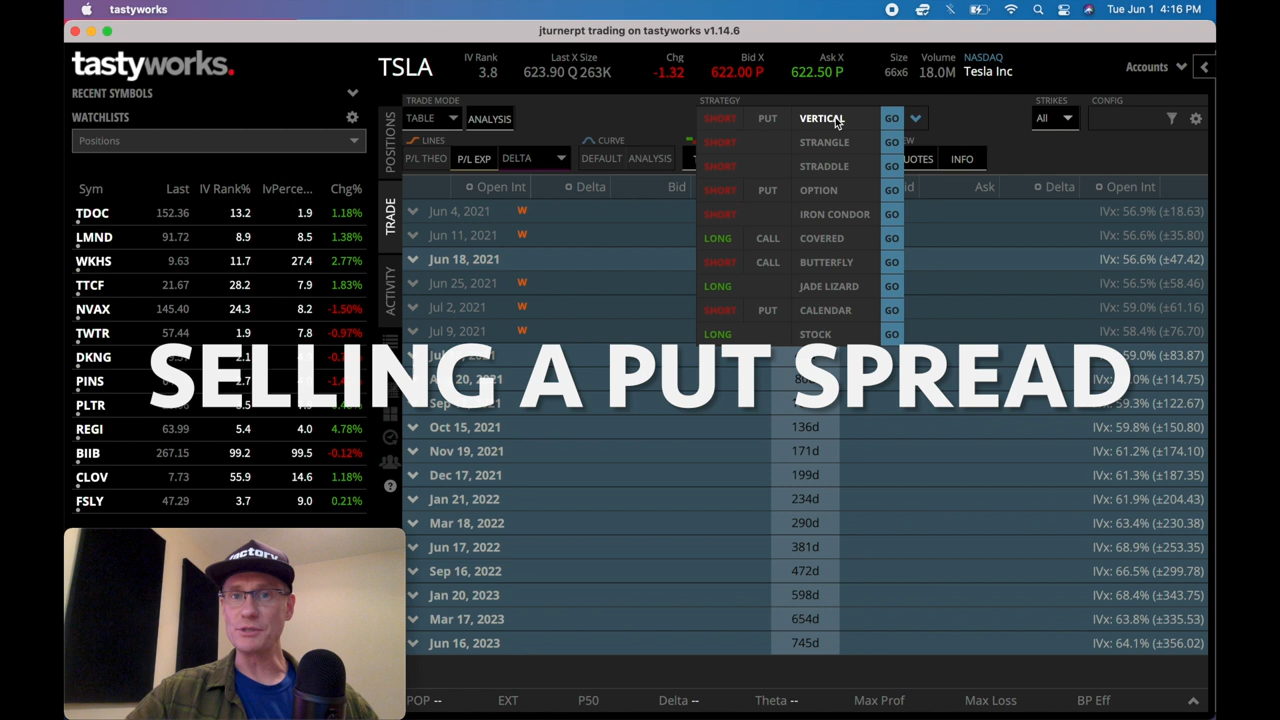 tastyworks
Tue Jun 1 4:16 PM
jturnerpt trading on tastyworks v1.14.6
tastyworks.
RECENT SYMBOLS
WATCHLISTS
Positions
Sym Last IV Rank% IvPerce... Chg%
TDOC 152.36 13.2 1.9 1.18%
LMND 91.72 8.9 8.5 1.38%
WKHS 9.63 11.7 27.4 2.77%
TTCF 21.67 28.2 7.9 1.83%
NVAX 145.40 24.3 8.2 -1.50%
TWTR 57.44 1.9 7.8 -0.97%
DKNG
PINS
PLTR
REGI 63.99 5.4 4.0 4.78%
BIIB 267.15 99.2 99.5 -0.12%
CLOV 7.73 55.9 14.6 1.18%
FSLY 47.29 3.7 9.0 0.21%
TSLA
IV Rank Last X Size Chg Bid X Ask X Size Volume NASDAQ
3.8 623.90 Q 263K -1.32 622.00 P 622.50 P 66x6 18.0M Tesla Inc
Accounts
POSITIONS
TRADE
ACTIVITY
TRADE MODE STRATEGY STRIKES CONFIG
TABLE ANALYSIS All
LINES CURVE
P/L THEO P/L EXP DELTA DEFAULT ANALYSIS QUOTES INFO
SHORT PUT VERTICAL GO
SHORT STRANGLE GO
SHORT STRADDLE GO
SHORT PUT OPTION GO
SHORT IRON CONDOR GO
LONG CALL COVERED GO
SHORT CALL BUTTERFLY GO
LONG JADE LIZARD GO
SHORT PUT CALENDAR GO
LONG STOCK GO
Open Int Delta Bid Ask Delta Open Int
Jun 4, 2021 W IVx: 56.9% (±18.63)
Jun 11, 2021 W IVx: 56.6% (±35.80)
Jun 18, 2021 IVx: 56.6% (±47.42)
Jun 25, 2021 W IVx: 56.5% (±58.46)
Jul 2, 2021 W IVx: 59.0% (±61.16)
Jul 9, 2021 W IVx: 58.4% (±76.70)
(±83.87)
(±114.75)
(±122.67)
Oct 15, 2021 136d IVx: 59.8% (±150.80)
Nov 19, 2021 171d IVx: 61.2% (±174.10)
Dec 17, 2021 199d IVx: 61.3% (±187.35)
Jan 21, 2022 234d IVx: 61.9% (±204.43)
Mar 18, 2022 290d IVx: 63.4% (±230.38)
Jun 17, 2022 381d IVx: 68.9% (±253.35)
Sep 16, 2022 472d IVx: 66.5% (±299.78)
Jan 20, 2023 598d IVx: 68.4% (±343.75)
Mar 17, 2023 654d IVx: 63.8% (±335.53)
Jun 16, 2023 745d IVx: 64.1% (±356.02)
SELLING A PUT SPREAD
factory
POP -- EXT P50 Delta -- Theta -- Max Prof Max Loss BP Eff